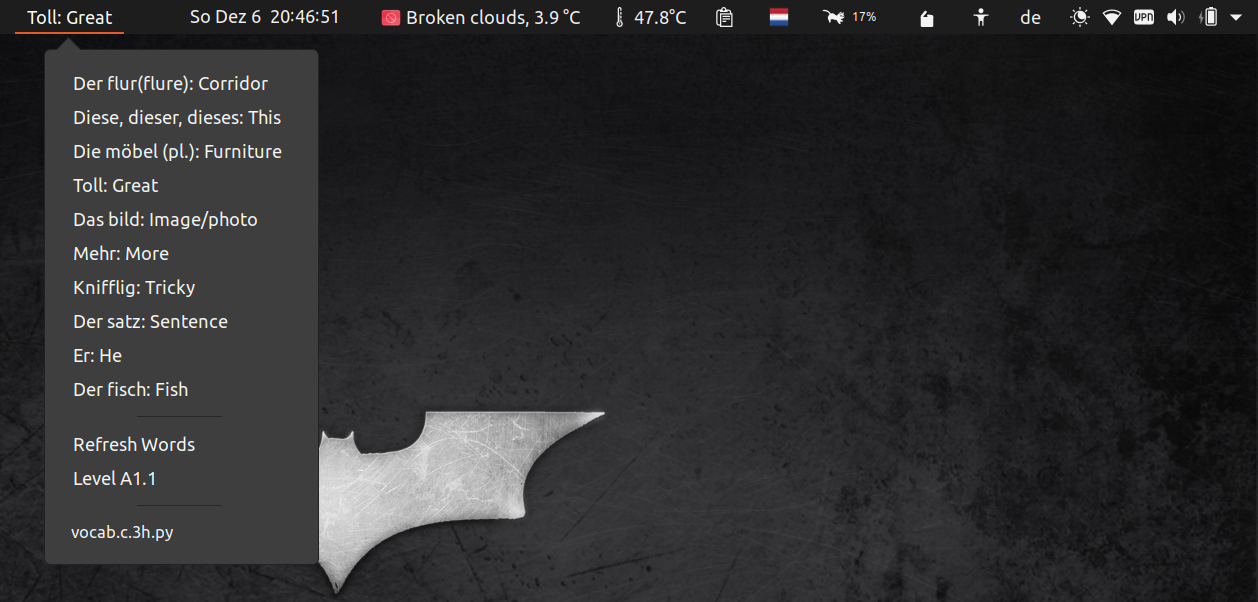 Toll: Great So Dez 6 20:46:51 Broken clouds, 3.9 °C 47.8°C 17% de VPN
Der flur(flure): Corridor
Diese, dieser, dieses: This
Die möbel (pl.): Furniture
Toll: Great
Das bild: Image/photo
Mehr: More
Knifflig: Tricky
Der satz: Sentence
Er: He
Der fisch: Fish
Refresh Words
Level A1.1
vocab.c.3h.py